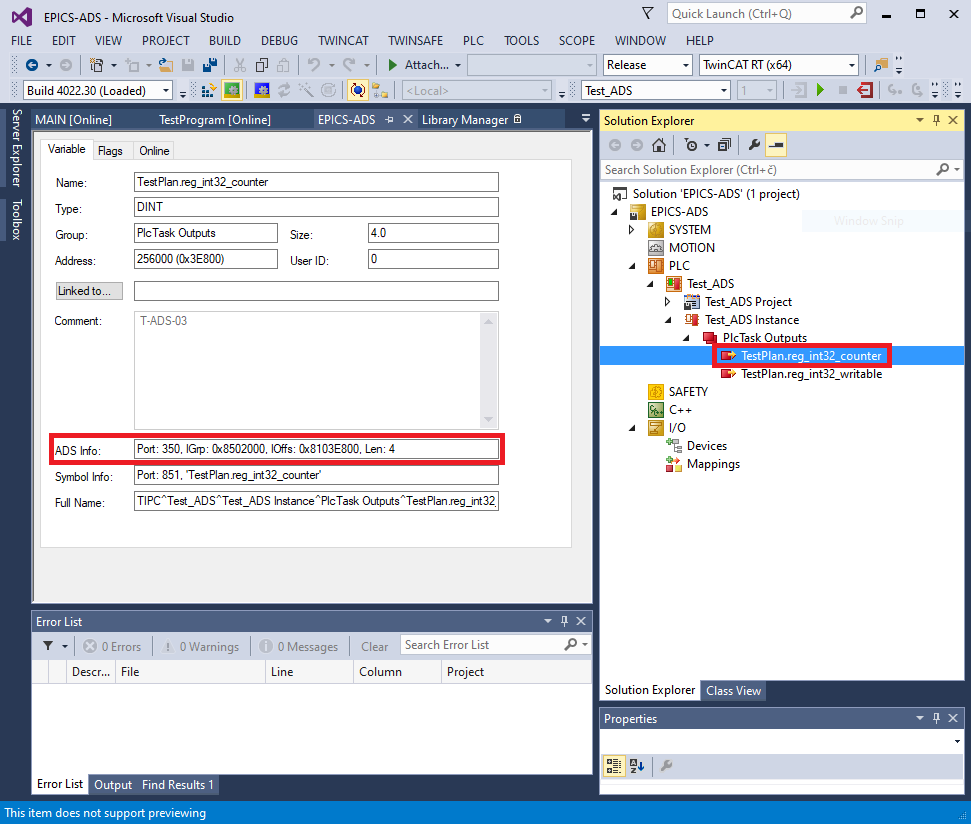 EPICS-ADS - Microsoft Visual Studio
Quick Launch (Ctrl+Q)
FILE EDIT VIEW PROJECT BUILD DEBUG TWINCAT TWINSAFE PLC TOOLS SCOPE WINDOW HELP
Attach... Release TwinCAT RT (x64)
Build 4022.30 (Loaded) <Local> Test_ADS 1
Server Explorer
Toolbox
MAIN [Online] TestProgram [Online] EPICS-ADS Library Manager
Variable Flags Online
Name: TestPlan.reg_int32_counter
Type: DINT
Group: PlcTask Outputs Size: 4.0
Address: 256000 (0x3E800) User ID: 0
Linked to...
Comment: T-ADS-03
ADS Info: Port: 350, IGrp: 0x8502000, IOffs: 0x8103E800, Len: 4
Symbol Info: Port: 851, 'TestPlan.reg_int32_counter'
Full Name: TIPC^Test_ADS^Test_ADS Instance^PlcTask Outputs^TestPlan.reg_int32_
Error List
0 Errors 0 Warnings 0 Messages Clear Search Error List
Descr... File Line Column Project
Error List Output Find Results 1
Solution Explorer
Search Solution Explorer (Ctrl+č)
Solution 'EPICS-ADS' (1 project)
EPICS-ADS
Window Snip
SYSTEM
MOTION
PLC
Test_ADS
Test_ADS Project
Test_ADS Instance
PlcTask Outputs
TestPlan.reg_int32_counter
TestPlan.reg_int32_writable
SAFETY
C++
I/O
Devices
Mappings
Solution Explorer Class View
Properties
This item does not support previewing